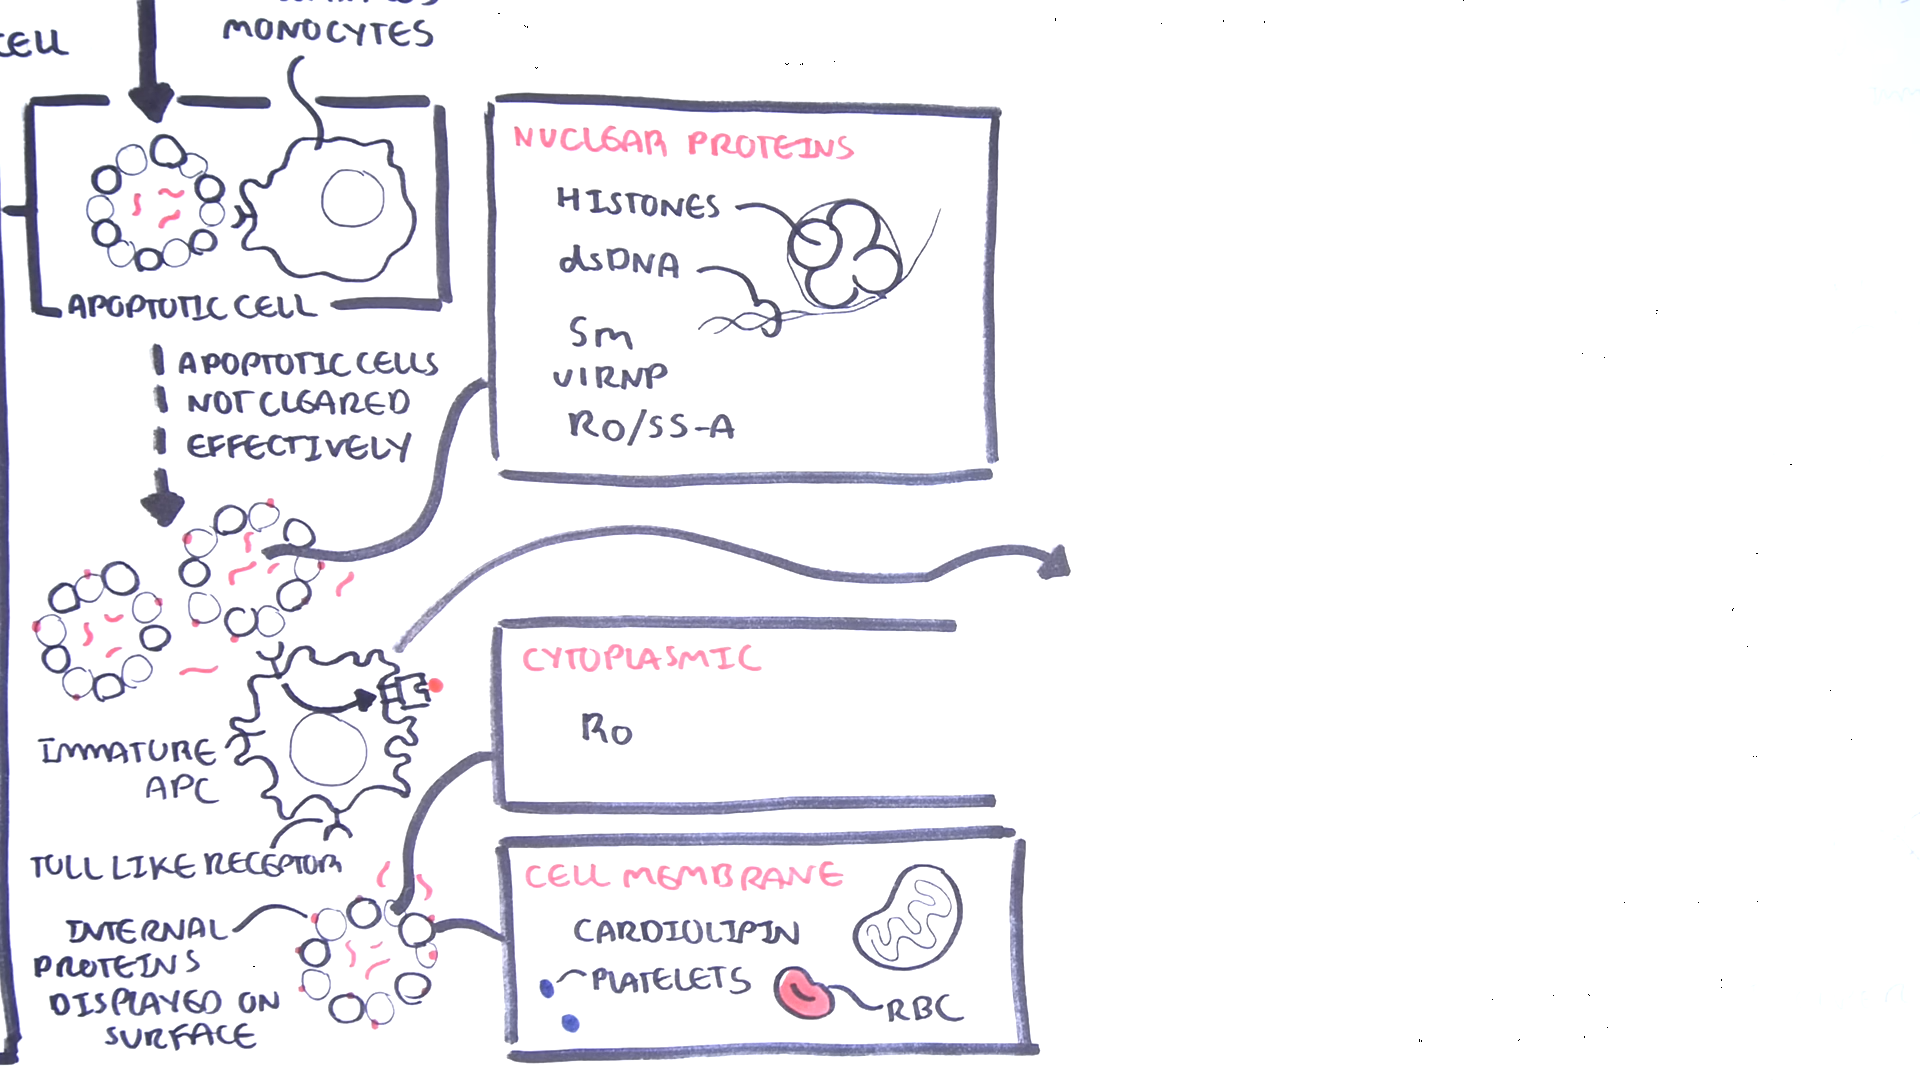 CELL
MONOCYTES
APOPTOTIC CELL
APOPTOTIC CELLS
NOT CLEARED
EFFECTIVELY
NUCLEAR PROTEINS
HISTONES
dsDNA
Sm
U1RNP
Ro/SS-A
IMMATURE
APC
TOLL LIKE RECEPTOR
INTERNAL
PROTEINS
DISPLAYED ON
SURFACE
CYTOPLASMIC
Ro
CELL MEMBRANE
CARDIOLIPIN
PLATELETS
RBC